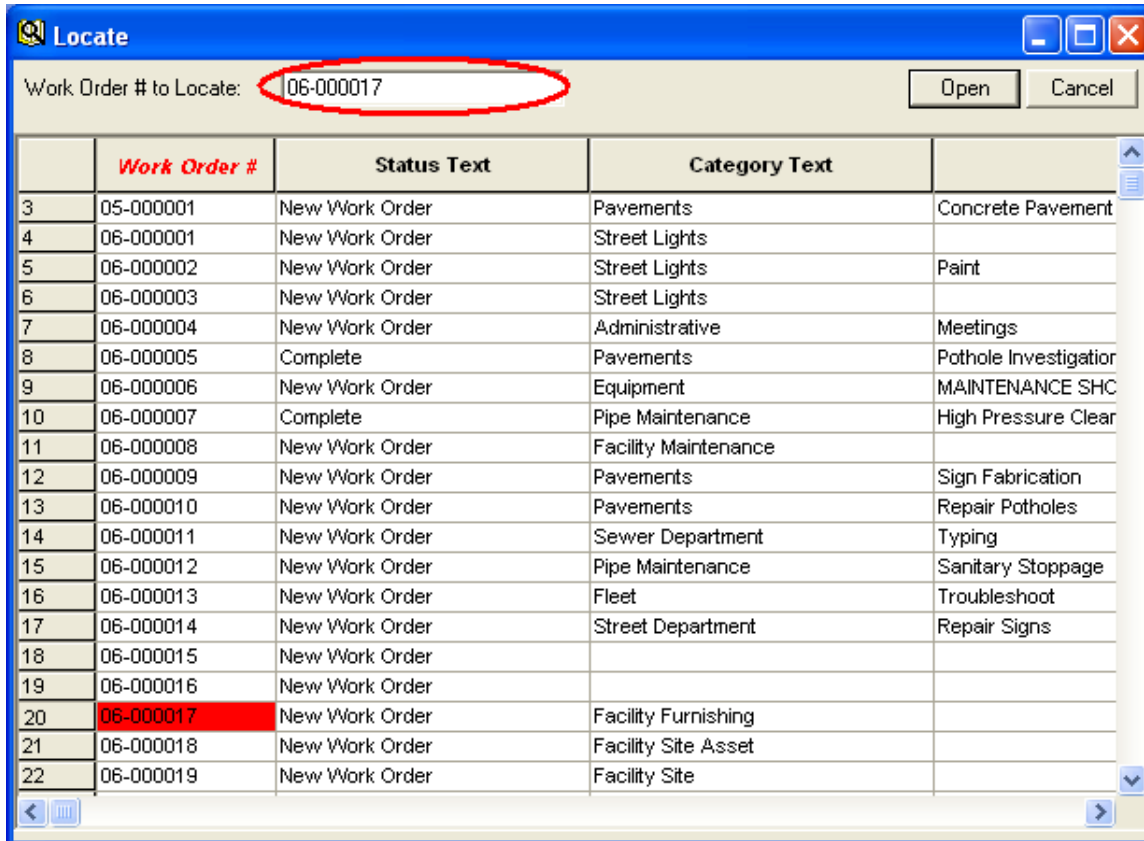 Locate
Work Order # to Locate: 06-000017 Open Cancel
Work Order # Status Text Category Text
3 05-000001 New Work Order Pavements Concrete Pavement
4 06-000001 New Work Order Street Lights
5 06-000002 New Work Order Street Lights Paint
6 06-000003 New Work Order Street Lights
7 06-000004 New Work Order Administrative Meetings
8 06-000005 Complete Pavements Pothole Investigation
9 06-000006 New Work Order Equipment MAINTENANCE SHO
10 06-000007 Complete Pipe Maintenance High Pressure Clear
11 06-000008 New Work Order Facility Maintenance
12 06-000009 New Work Order Pavements Sign Fabrication
13 06-000010 New Work Order Pavements Repair Potholes
14 06-000011 New Work Order Sewer Department Typing
15 06-000012 New Work Order Pipe Maintenance Sanitary Stoppage
16 06-000013 New Work Order Fleet Troubleshoot
17 06-000014 New Work Order Street Department Repair Signs
18 06-000015 New Work Order
19 06-000016 New Work Order
20 06-000017 New Work Order Facility Furnishing
21 06-000018 New Work Order Facility Site Asset
22 06-000019 New Work Order Facility Site